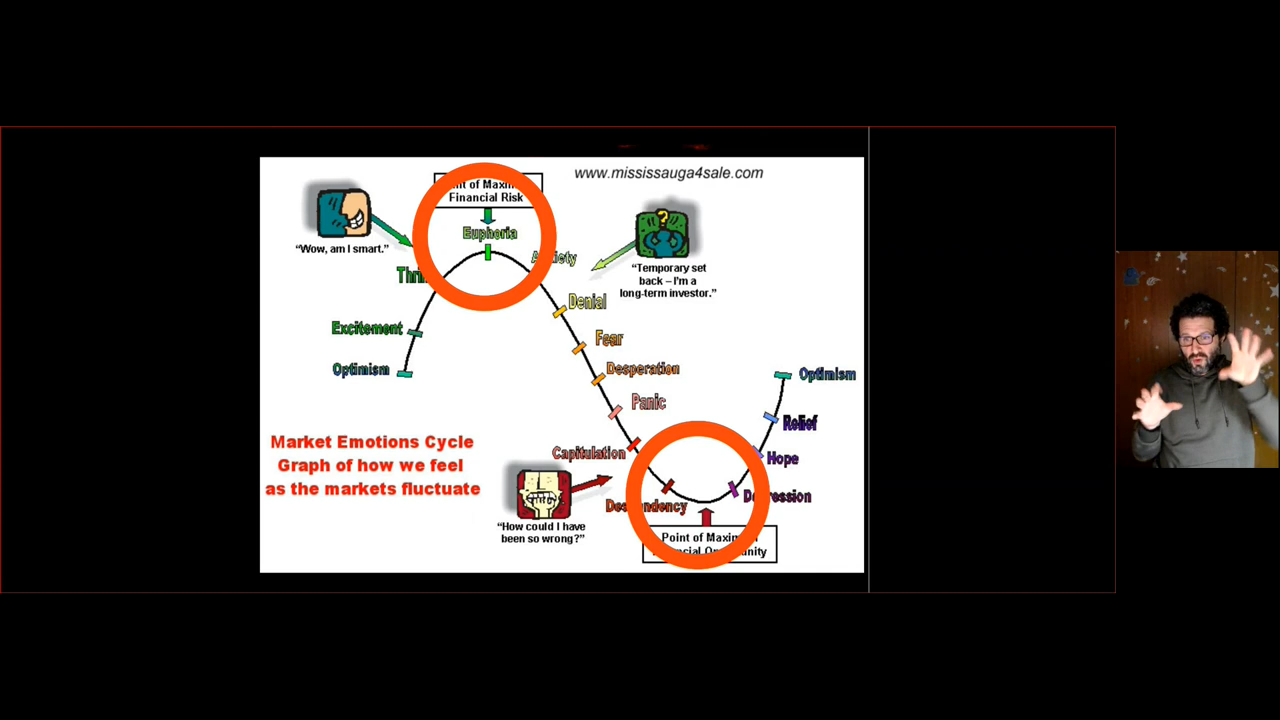 www.mississauga4sale.com
Financial Risk
Euphoria
"Wow, am I smart."
"Temporary set
back – I'm a
long-term investor."
Denial
Excitement
Fear
Optimism
Desperation
Optimism
Panic
Relief
Market Emotions Cycle
Graph of how we feel
as the markets fluctuate
Capitulation
Hope
"How could I have
been so wrong?"
Point of